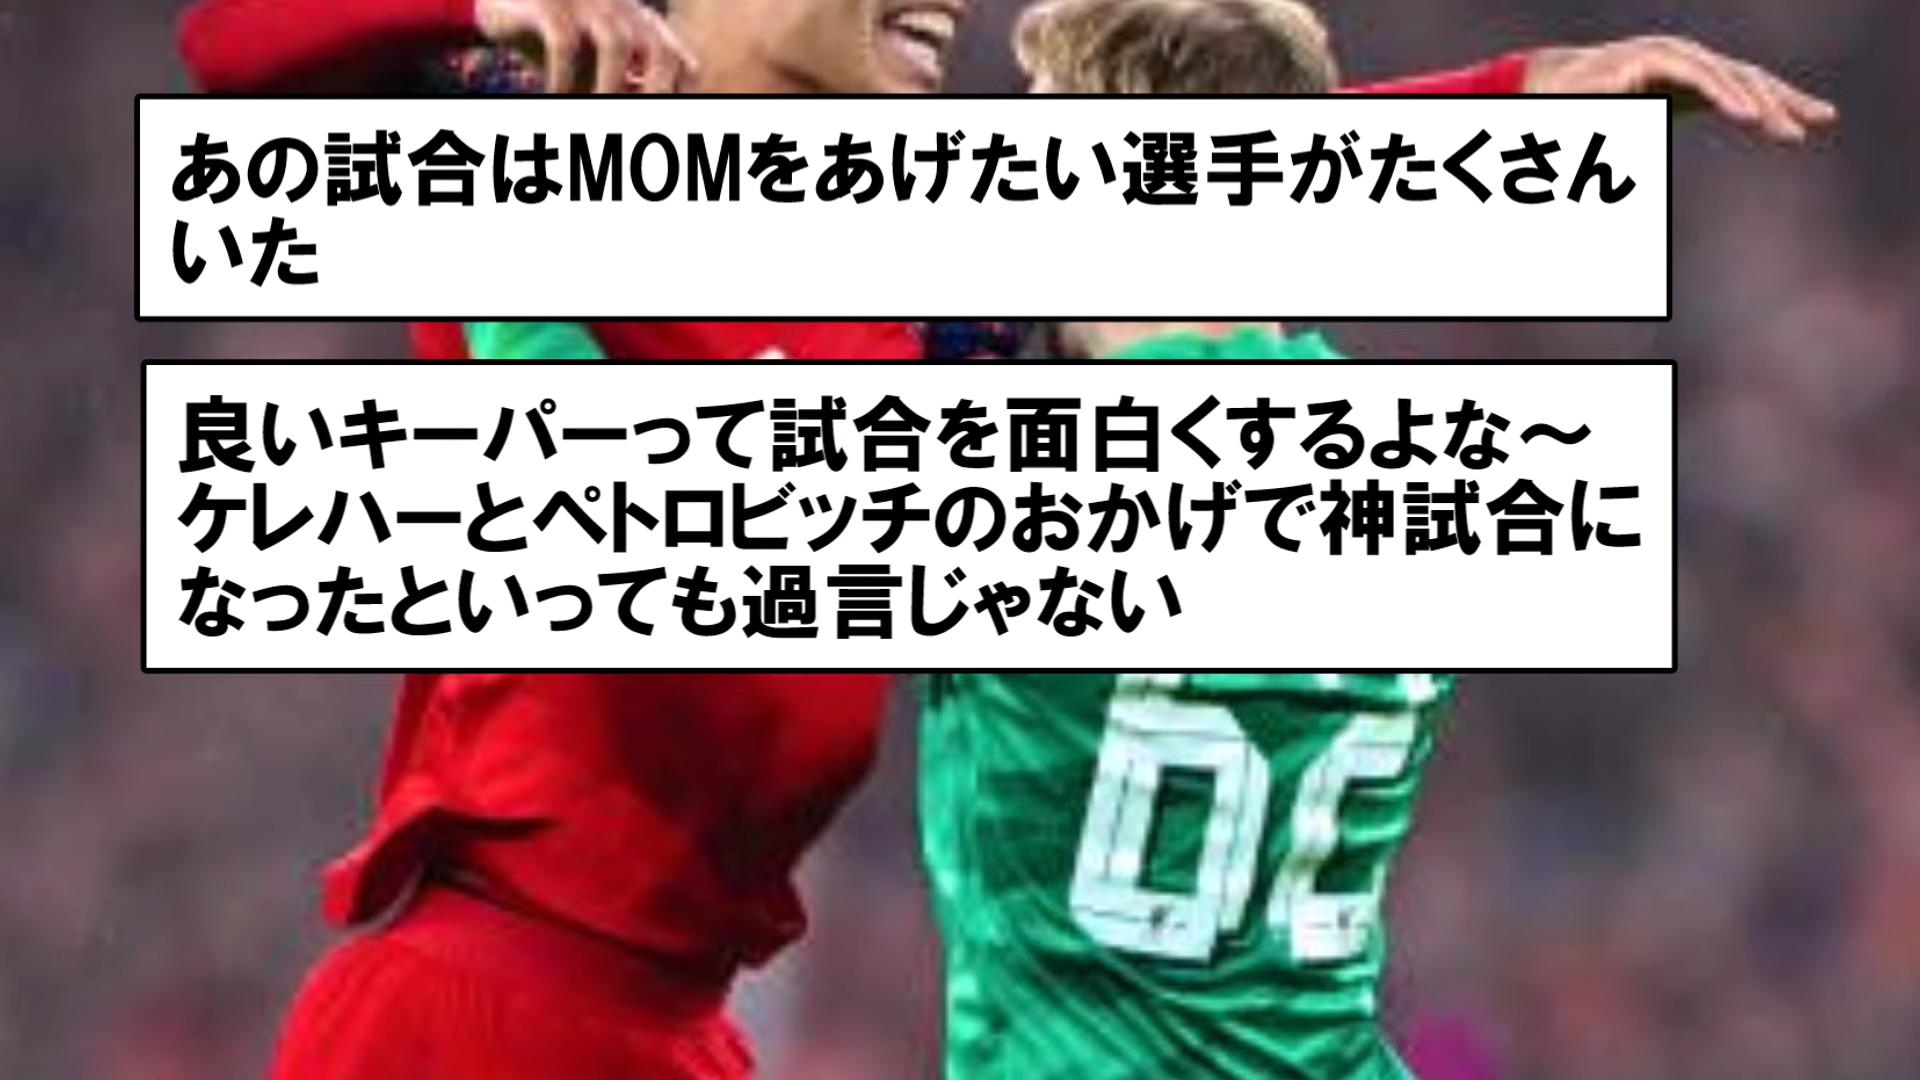 あの試合はMOMをあげたい選手がたくさん
いた
良いキーパーって試合を面白くするよな～
ケレハーとペトロビッチのおかげで神試合に
なったといっても過言じゃない